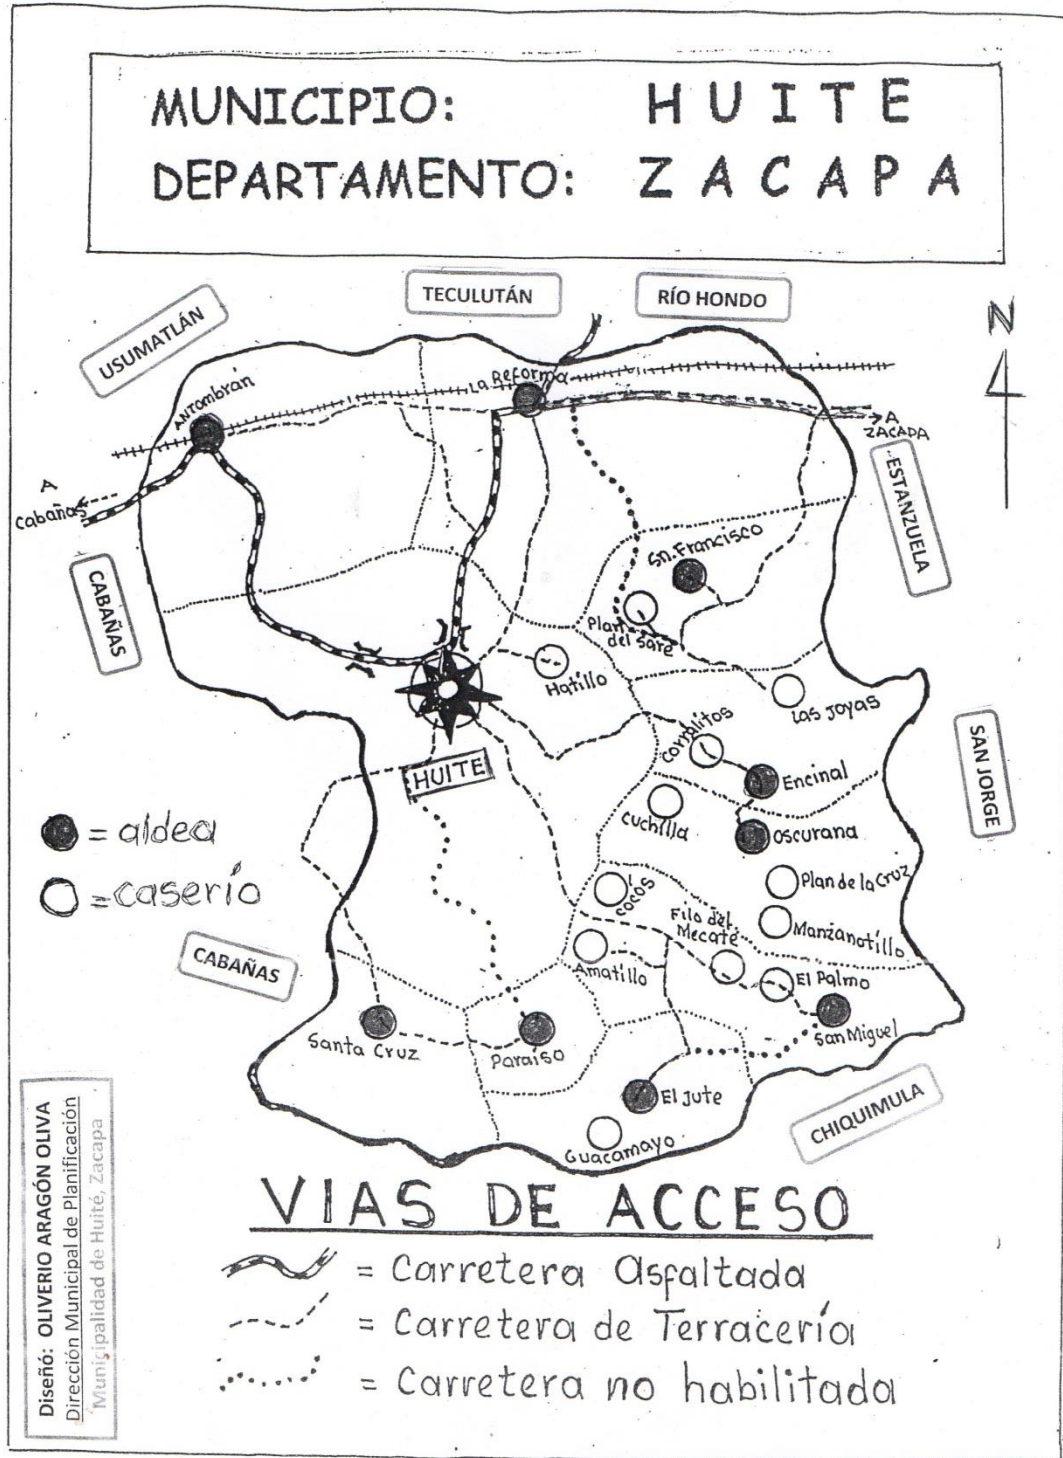 MUNICIPIO: HUITE
DEPARTAMENTO: ZACAPA
TECULUTÁN
RÍO HONDO
USUMATLÁN
N
Antombrán
La Reforma
A
ZACAPA
A
Cabañas
ESTANZUELA
CABAÑAS
Sn. Francisco
Plan
del Sare
Hatillo
Las Joyas
Corralitos
SAN JORGE
HUITE
Encinal
Cuchilla
Oscurana
= aldea
Plan de la Cruz
= caserío
Cocos
Filo del
Mecate
Manzanotillo
CABAÑAS
Amatillo
El Palmo
San Miguel
Santa Cruz
Paraiso
El Jute
CHIQUIMULA
Guacamayo
Diseñó: OLIVERIO ARAGÓN OLIVA
Dirección Municipal de Planificación
Municipalidad de Huité, Zacapa
VIAS DE ACCESO
= Carretera Asfaltada
= Carretera de Terracería
= Carretera no habilitada